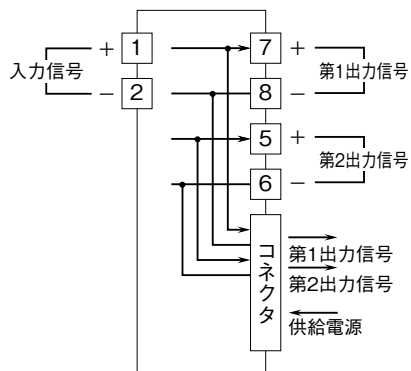 入力信号
+ 1
− 2
7 +
8 −
第1出力信号
5 +
6 −
第2出力信号
コネクタ
第1出力信号
第2出力信号
供給電源